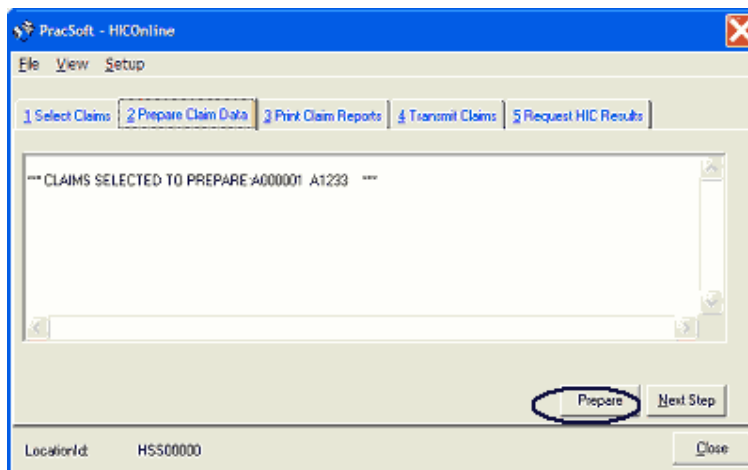 PracSoft - HICOnline
File View Setup
1 Select Claims 2 Prepare Claim Data 3 Print Claim Reports 4 Transmit Claims 5 Request HIC Results
*** CLAIMS SELECTED TO PREPARE:A000001 A1233 ***
Prepare Next Step
LocationId: HSS00000 Close